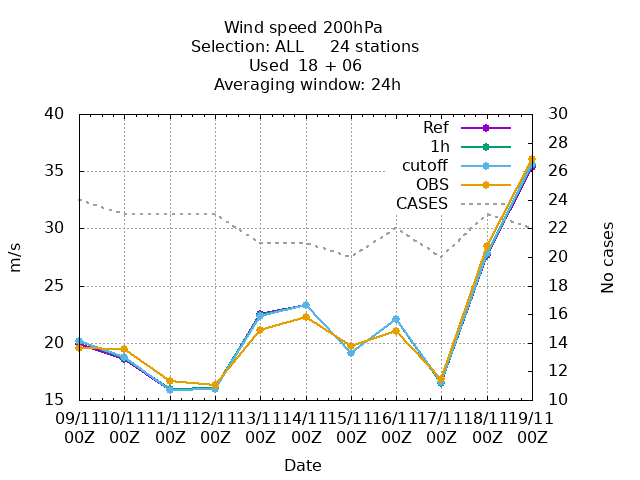 Wind speed 200hPa
Selection: ALL 24 stations
Used 18 + 06
Averaging window: 24h
40 30
Ref 28
1h
35 cutoff 26
OBS
CASES 24
30 22
m/s No cases
20
25 18
16
20 14
12
15 10
09/11 10/11 11/11 12/11 13/11 14/11 15/11 16/11 17/11 18/11 19/11
00Z 00Z 00Z 00Z 00Z 00Z 00Z 00Z 00Z 00Z 00Z
Date